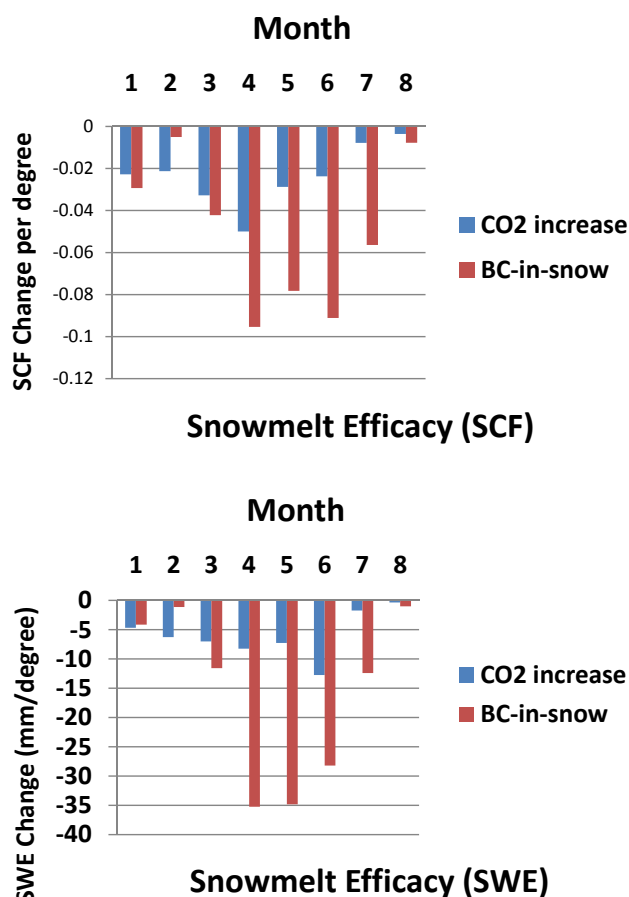 Month
1 2 3 4 5 6 7 8
0
-0.02
-0.04
-0.06
-0.08
-0.1
-0.12
SCF Change per degree
CO2 increase
BC-in-snow
Snowmelt Efficacy (SCF)
Month
1 2 3 4 5 6 7 8
0
-5
-10
-15
-20
-25
-30
-35
-40
SWE Change (mm/degree)
CO2 increase
BC-in-snow
Snowmelt Efficacy (SWE)